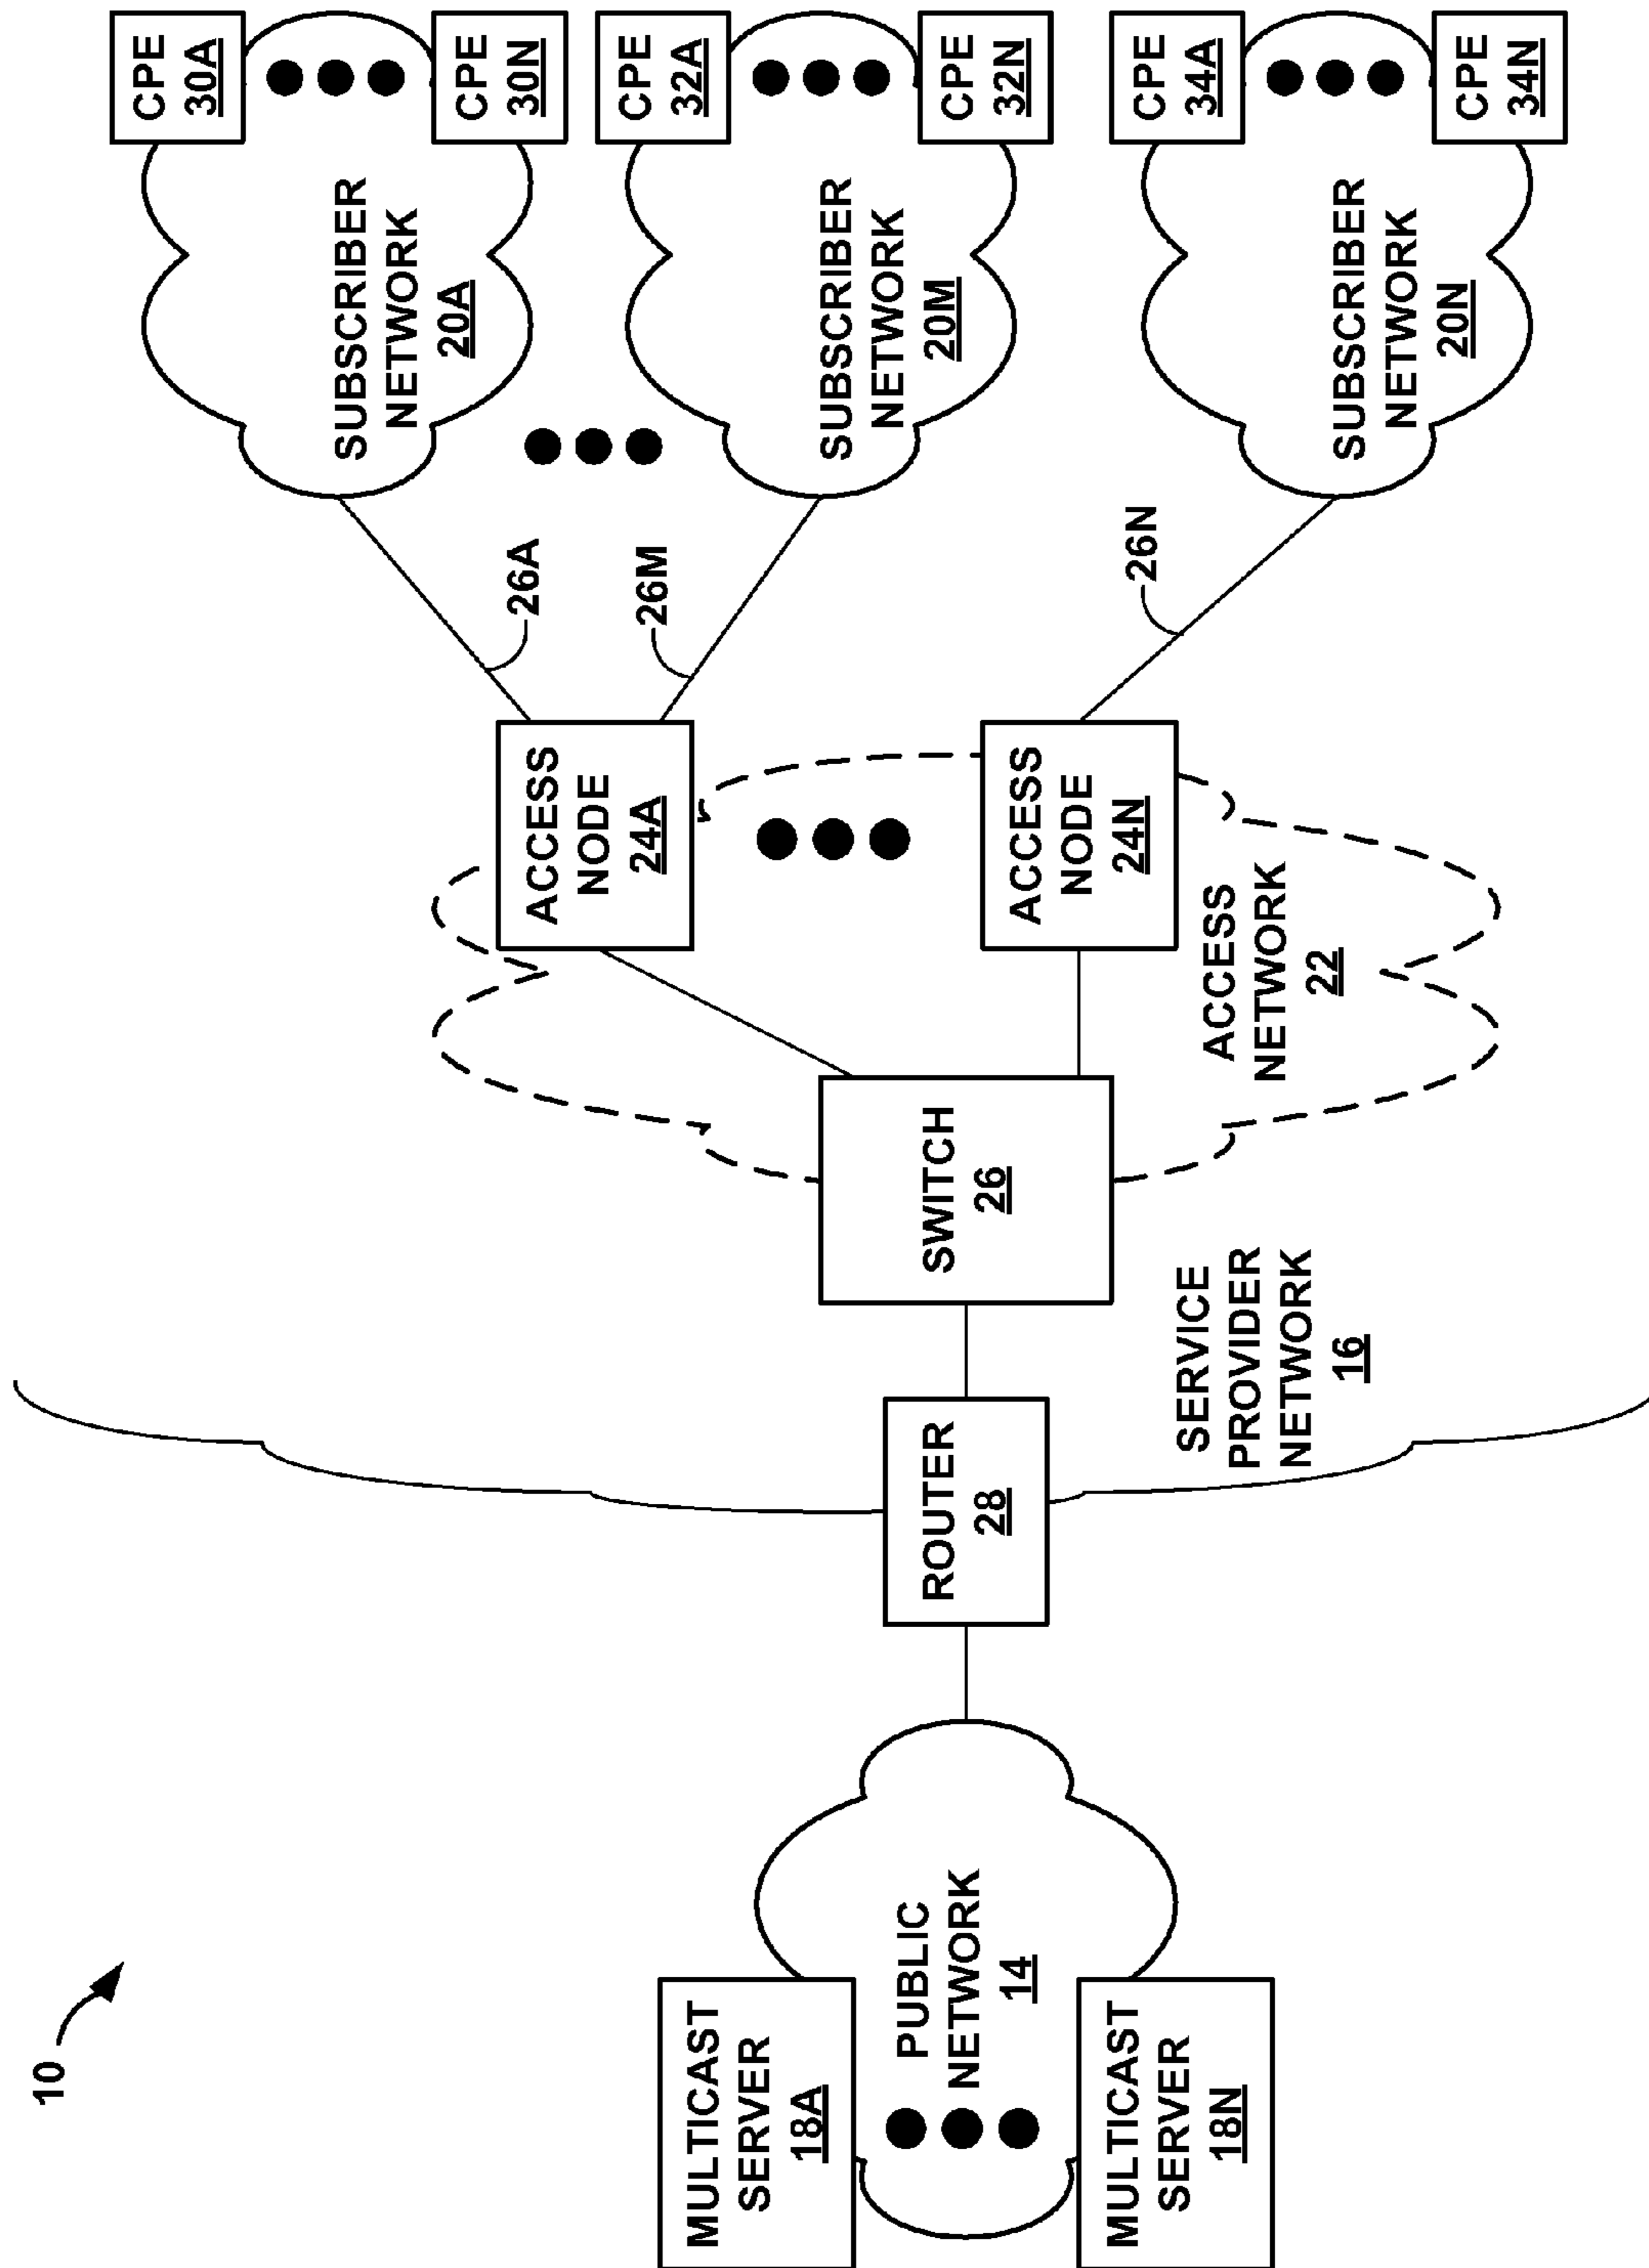 10
MULTICAST
SERVER
18A
PUBLIC
NETWORK
14
MULTICAST
SERVER
18N
ROUTER
28
SERVICE
PROVIDER
NETWORK
16
SWITCH
26
ACCESS
NETWORK
22
ACCESS
NODE
24A
ACCESS
NODE
24N
26A
26M
26N
SUBSCRIBER
NETWORK
20A
CPE
30A
CPE
30N
SUBSCRIBER
NETWORK
20M
CPE
32A
CPE
32N
SUBSCRIBER
NETWORK
20N
CPE
34A
CPE
34N